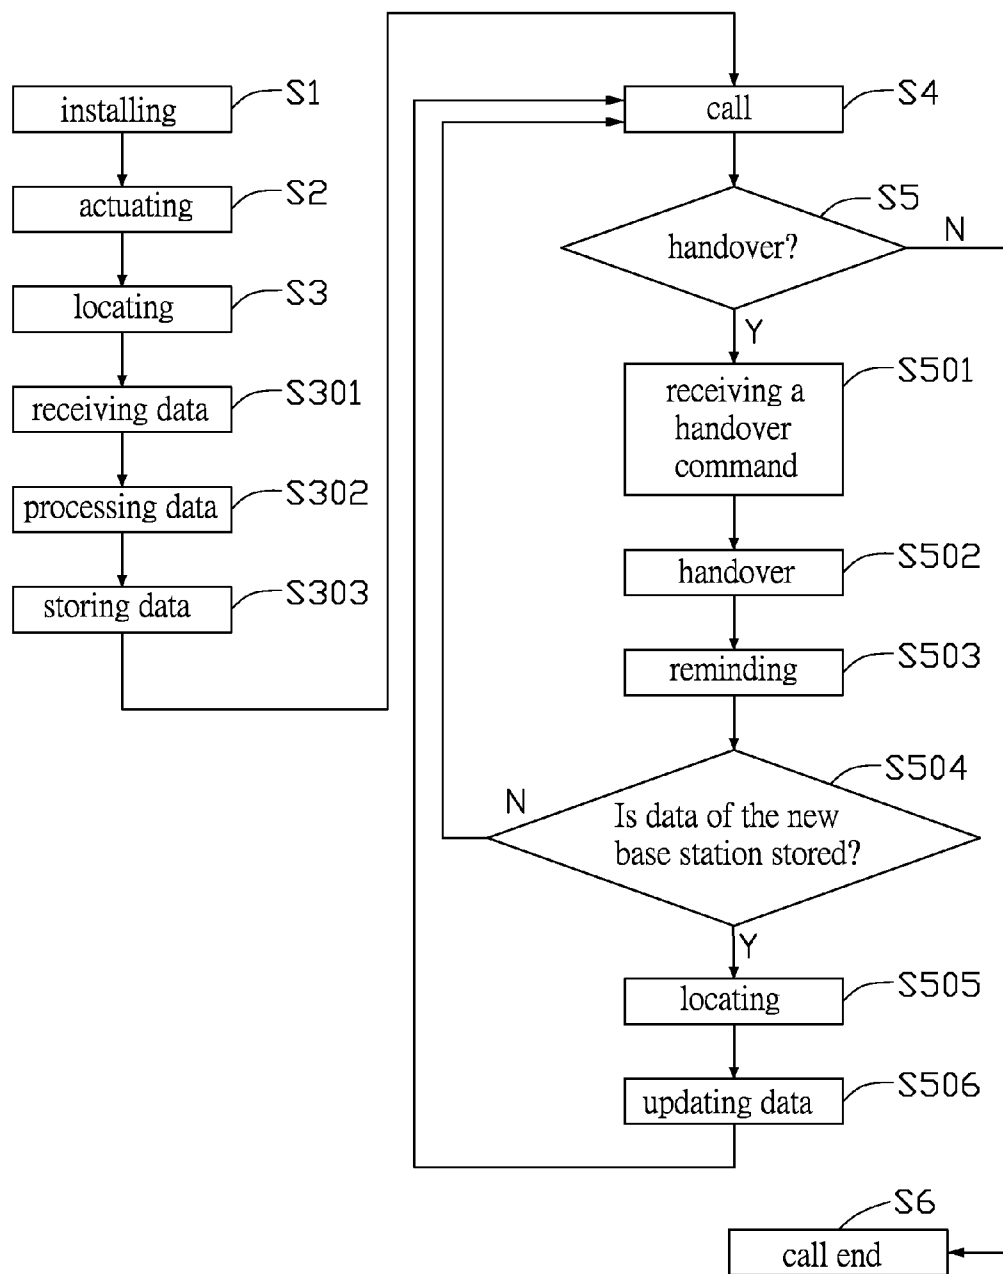 installing
S1
actuating
S2
locating
S3
receiving data
S301
processing data
S302
storing data
S303
call
S4
handover?
S5
N
Y
receiving a
handover
command
S501
handover
S502
reminding
S503
Is data of the new
base station stored?
S504
N
Y
locating
S505
updating data
S506
call end
S6